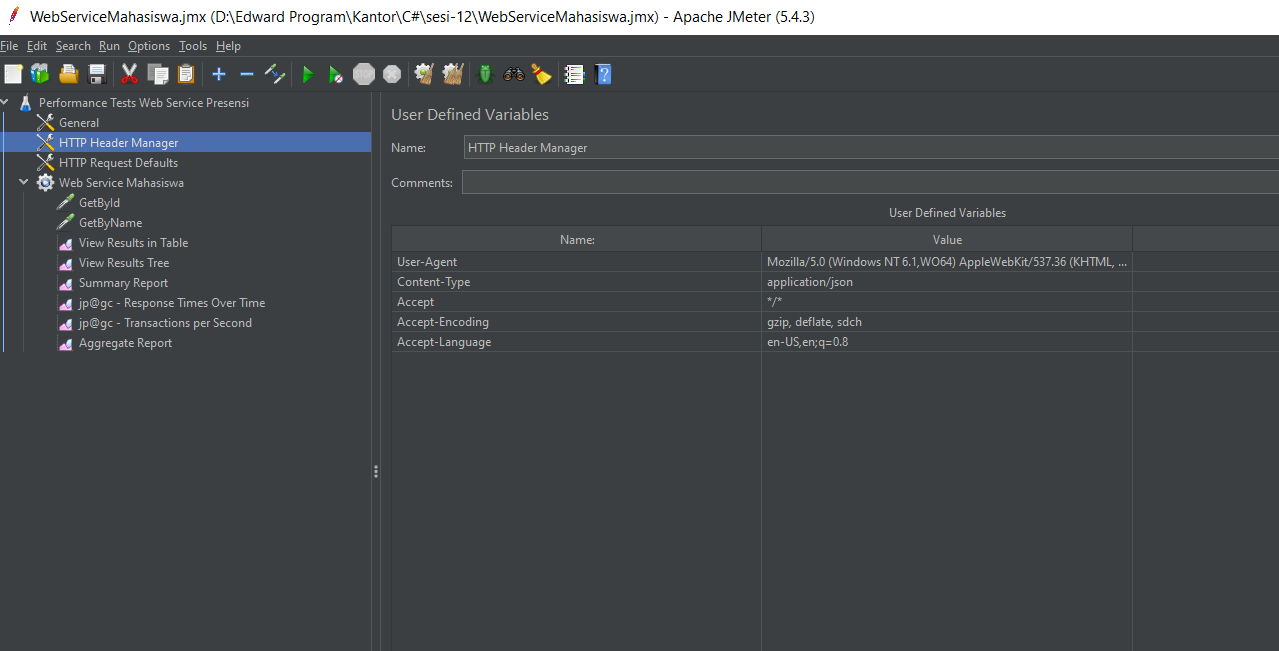 WebServiceMahasiswa.jmx (D:\Edward Program\Kantor\C#\sesi-12\WebServiceMahasiswa.jmx) - Apache JMeter (5.4.3)
File Edit Search Run Options Tools Help
Performance Tests Web Service Presensi
General
HTTP Header Manager
HTTP Request Defaults
Web Service Mahasiswa
GetById
GetByName
View Results in Table
View Results Tree
Summary Report
jp@gc - Response Times Over Time
jp@gc - Transactions per Second
Aggregate Report
User Defined Variables
Name: HTTP Header Manager
Comments:
User Defined Variables
Name: Value
User-Agent Mozilla/5.0 (Windows NT 6.1,WO64) AppleWebKit/537.36 (KHTML, ...
Content-Type application/json
Accept */*
Accept-Encoding gzip, deflate, sdch
Accept-Language en-US,en;q=0.8